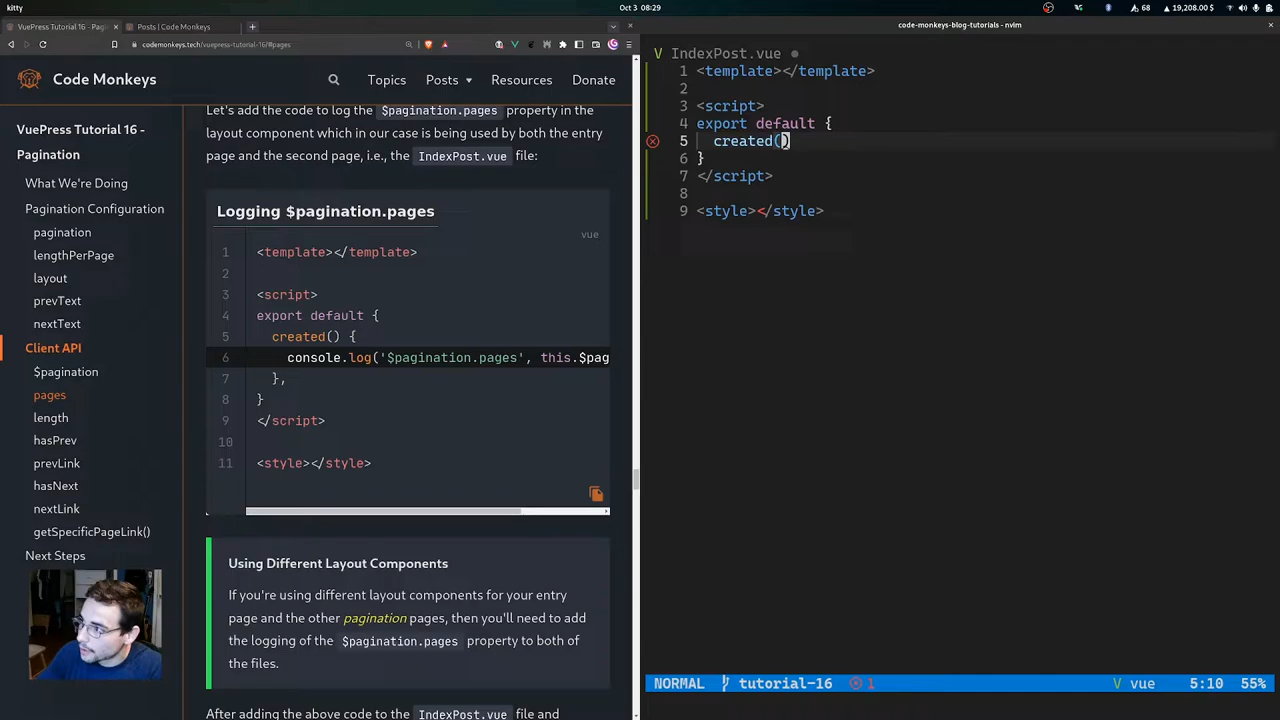 kitty
Oct 3 08:29
68
19,208.00 $
VuePress Tutorial 16 - Pagi
Posts | Code Monkeys
codemonkeys.tech/vuepress-tutorial-16/#pages
Code Monkeys
Topics
Posts
Resources
Donate
VuePress Tutorial 16 -
Pagination
What We're Doing
Pagination Configuration
pagination
lengthPerPage
layout
prevText
nextText
Client API
$pagination
pages
length
hasPrev
prevLink
hasNext
nextLink
getSpecificPageLink()
Next Steps
Let's add the code to log the $pagination.pages property in the
layout component which in our case is being used by both the entry
page and the second page, i.e., the IndexPost.vue file:
Logging $pagination.pages
vue
1 <template></template>
2
3 <script>
4 export default {
5 created() {
6 console.log('$pagination.pages', this.$pag
7 },
8 }
9 </script>
10
11 <style></style>
Using Different Layout Components
If you're using different layout components for your entry
page and the other pagination pages, then you'll need to add
the logging of the $pagination.pages property to both of
the files.
After adding the above code to the IndexPost.vue file and
code-monkeys-blog-tutorials - nvim
V IndexPost.vue
1 <template></template>
2
3 <script>
4 export default {
5 created()
6 }
7 </script>
8
9 <style></style>
NORMAL tutorial-16 1 V vue 5:10 55%